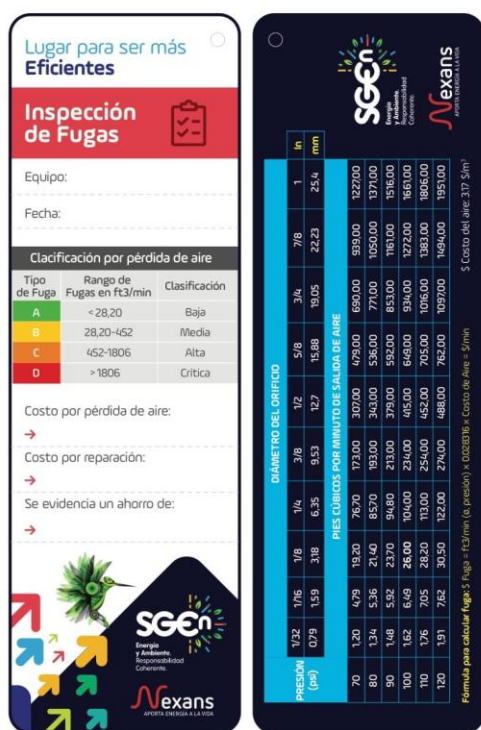 Lugar para ser más
Eficientes
Inspección
de Fugas
Equipo:
Fecha:
Clacificación por pérdida de aire
Tipo de Fuga Rango de Fugas en ft3/min Clasificación
A <28,20 Baja
B 28,20-452 Media
C 452-1806 Alta
D >1806 Critica
Costo por pérdida de aire:
→
Costo por reparación:
→
Se evidencia un ahorro de:
→
SGEn
Energía
y Ambiente.
Responsabilidad
Coherente.
Nexans
APORTA ENERGÍA A LA VIDA
SGEn
Energía
y Ambiente.
Responsabilidad
Coherente.
Nexans
APORTA ENERGÍA A LA VIDA
DIÁMETRO DEL ORIFICIO
PRESIÓN (psi) 1/32 1/16 1/8 1/4 3/8 1/2 5/8 3/4 7/8 1 In
0,79 1,59 3,18 6,35 9,53 12,7 15,88 19,05 22,23 25,4 mm
PIES CÚBICOS POR MINUTO DE SALIDA DE AIRE
70 1,20 4,79 19,20 76,70 173,00 307,00 479,00 690,00 939,00 1227,00
80 1,34 5,36 21,40 85,70 193,00 343,00 536,00 771,00 1050,00 1371,00
90 1,48 5,92 23,70 94,80 213,00 379,00 592,00 853,00 1161,00 1516,00
100 1,62 6,49 26,00 104,00 234,00 415,00 649,00 934,00 1272,00 1661,00
110 1,76 7,05 28,20 113,00 254,00 452,00 705,00 1016,00 1383,00 1806,00
120 1,91 7,62 30,50 122,00 274,00 488,00 762,00 1097,00 1494,00 1951,00
Fórmula para calcular fuga: $ Fuga = ft3/min (ø, presión) x 0.028316 x Costo de Aire = $/min $ Costo del aire: 3.17 $/m³